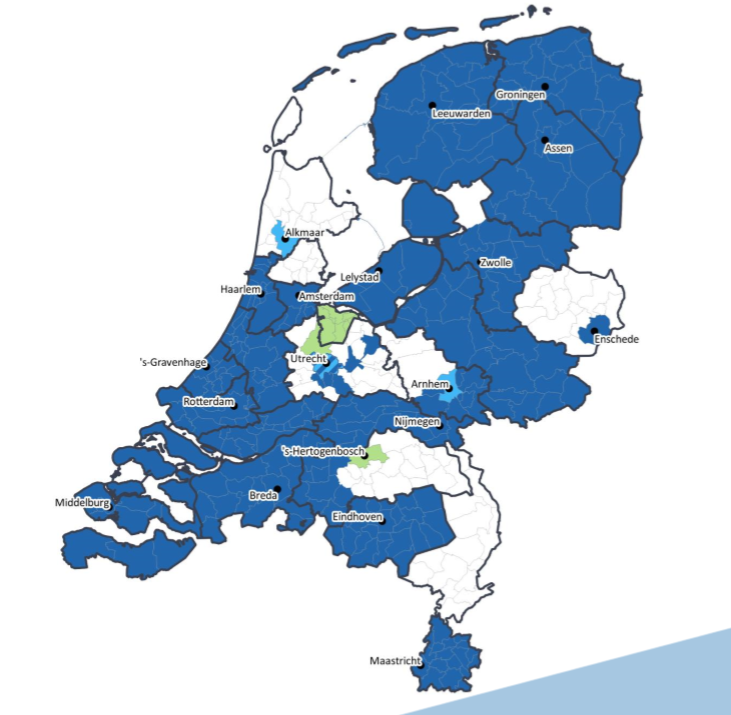 Groningen
Leeuwarden
Assen
Alkmaar
Zwolle
Lelystad
Haarlem
Amsterdam
Enschede
Utrecht
's-Gravenhage
Arnhem
Rotterdam
Nijmegen
's-Hertogenbosch
Breda
Middelburg
Eindhoven
Maastricht